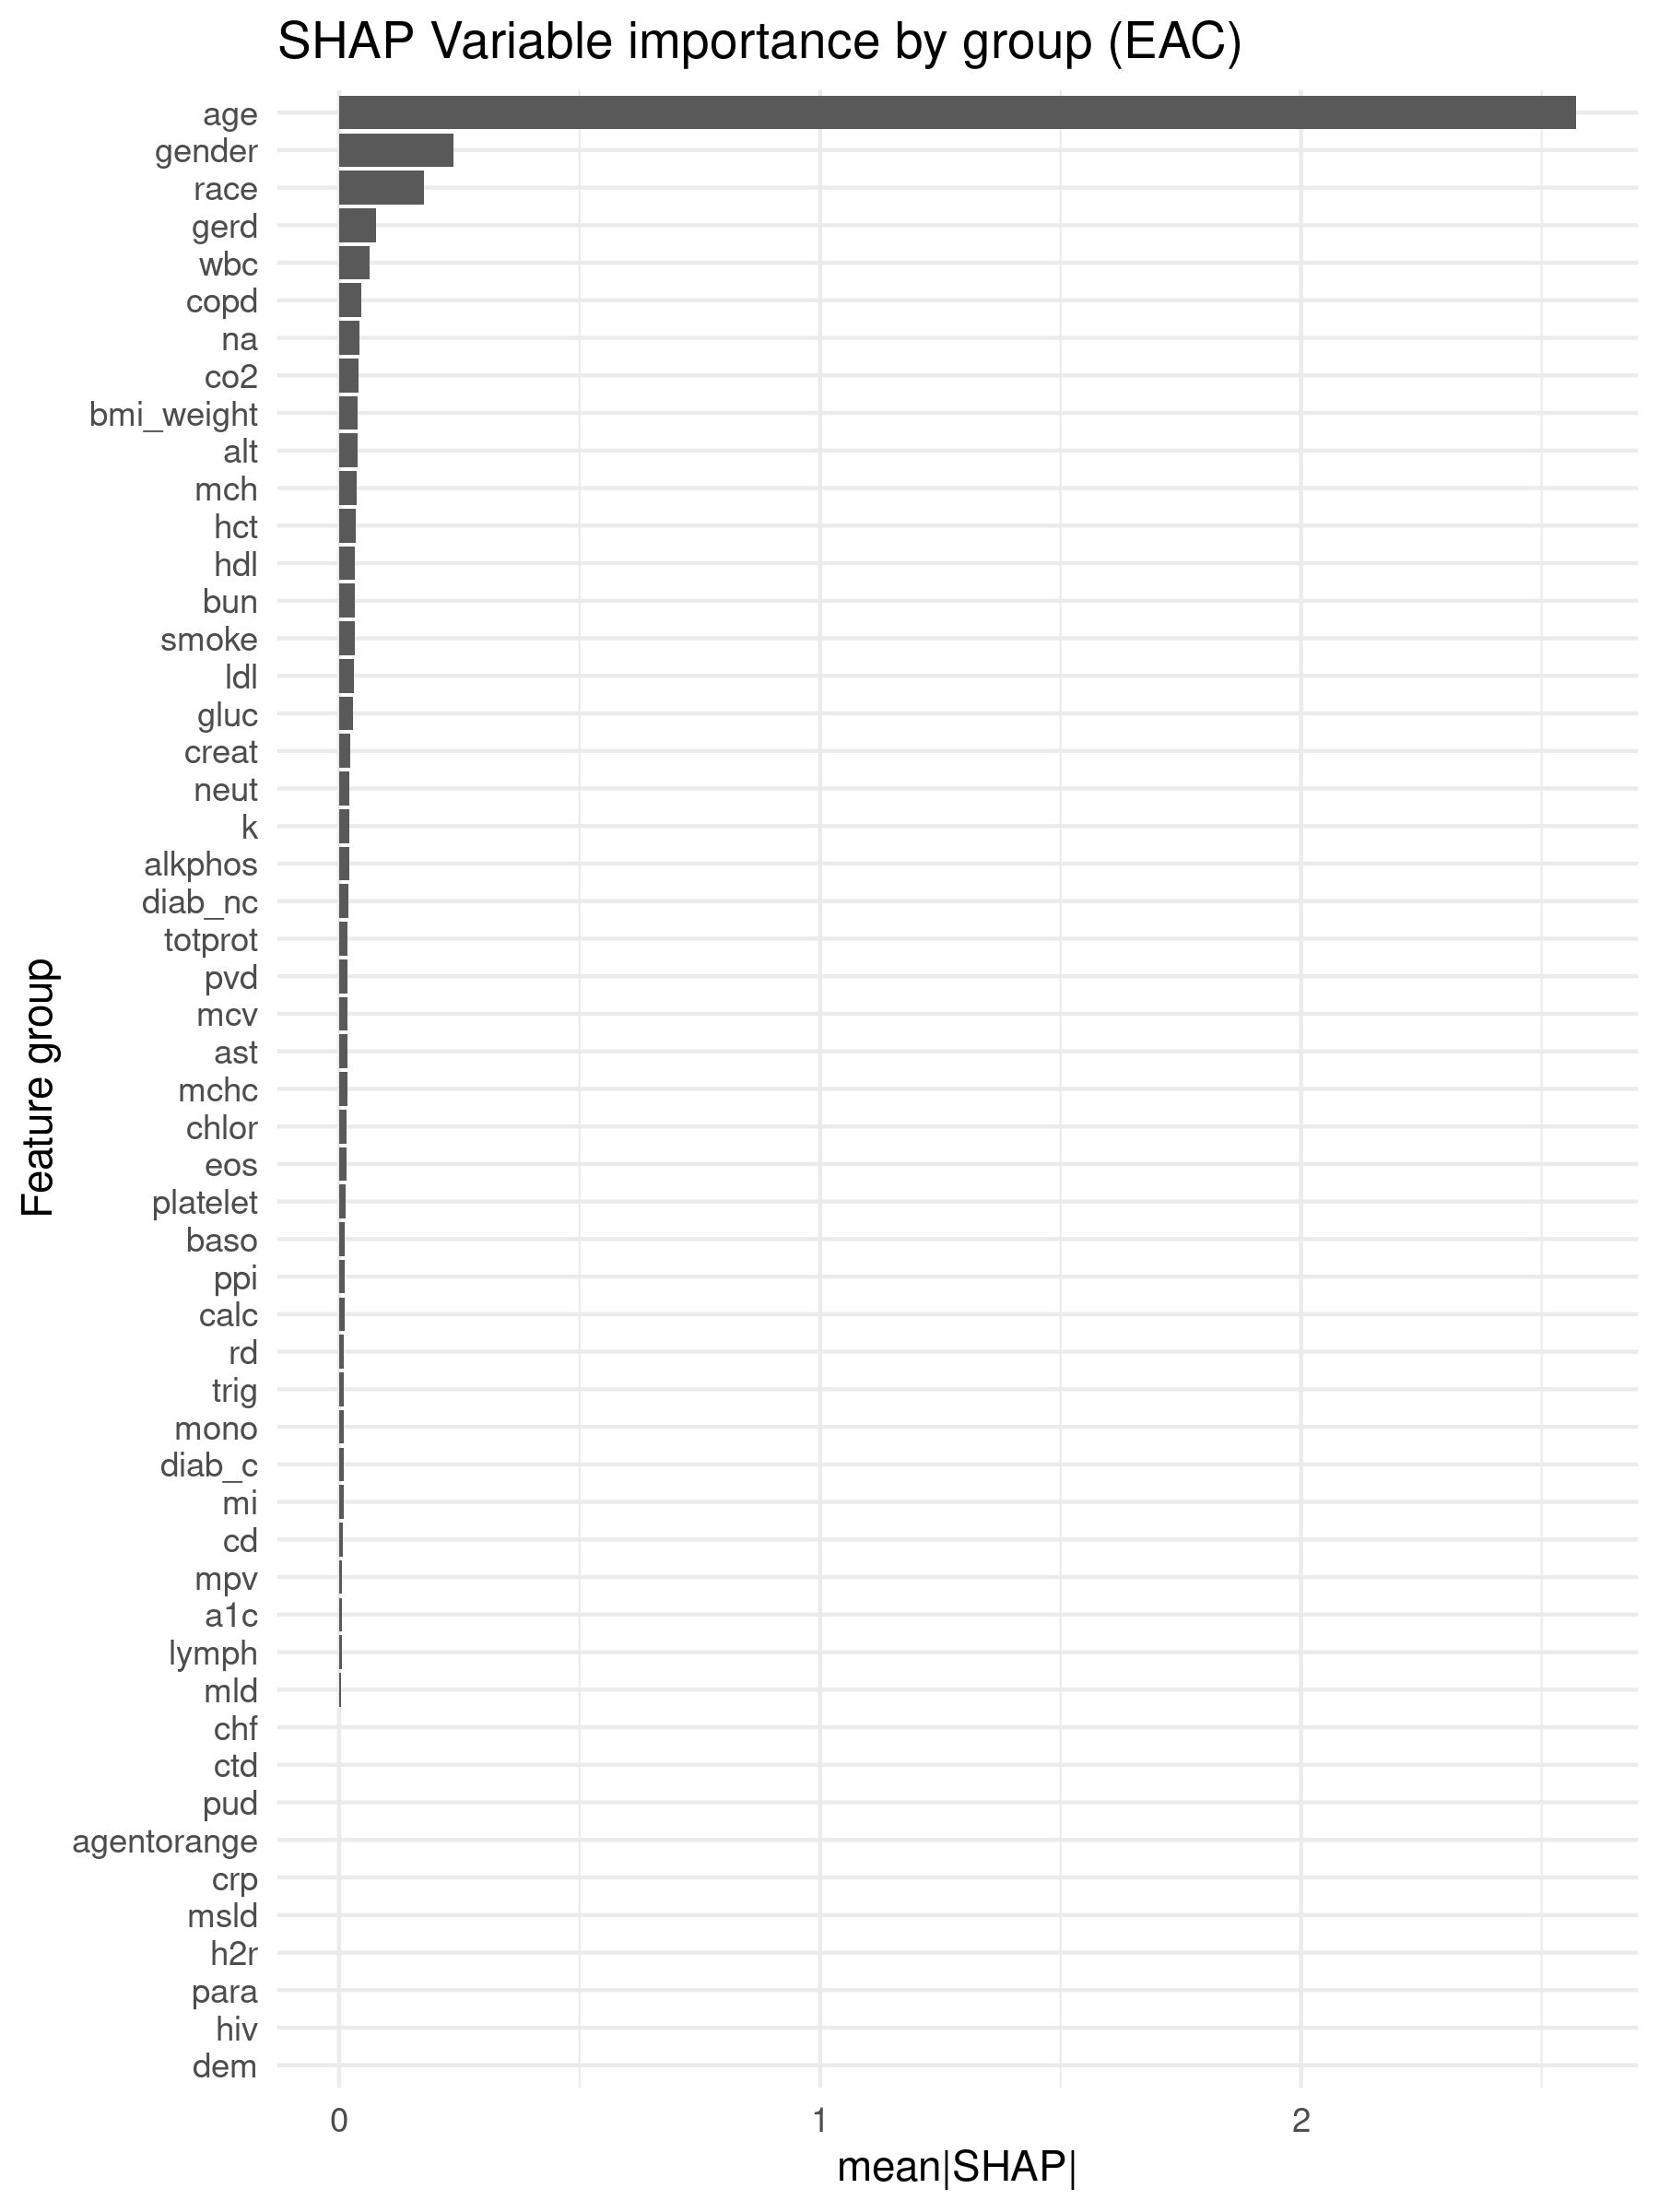 SHAP Variable importance by group (EAC)
age
gender
race
gerd
wbc
copd
na
co2
bmi_weight
alt
mch
hct
hdl
bun
smoke
ldl
gluc
creat
neut
k
alkphos
diab_nc
totprot
pvd
mcv
ast
mchc
chlor
eos
platelet
baso
ppi
calc
rd
trig
mono
diab_c
mi
cd
mpv
a1c
lymph
mld
chf
ctd
pud
agentorange
crp
msld
h2r
para
hiv
dem
Feature group
0 1 2
mean|SHAP|